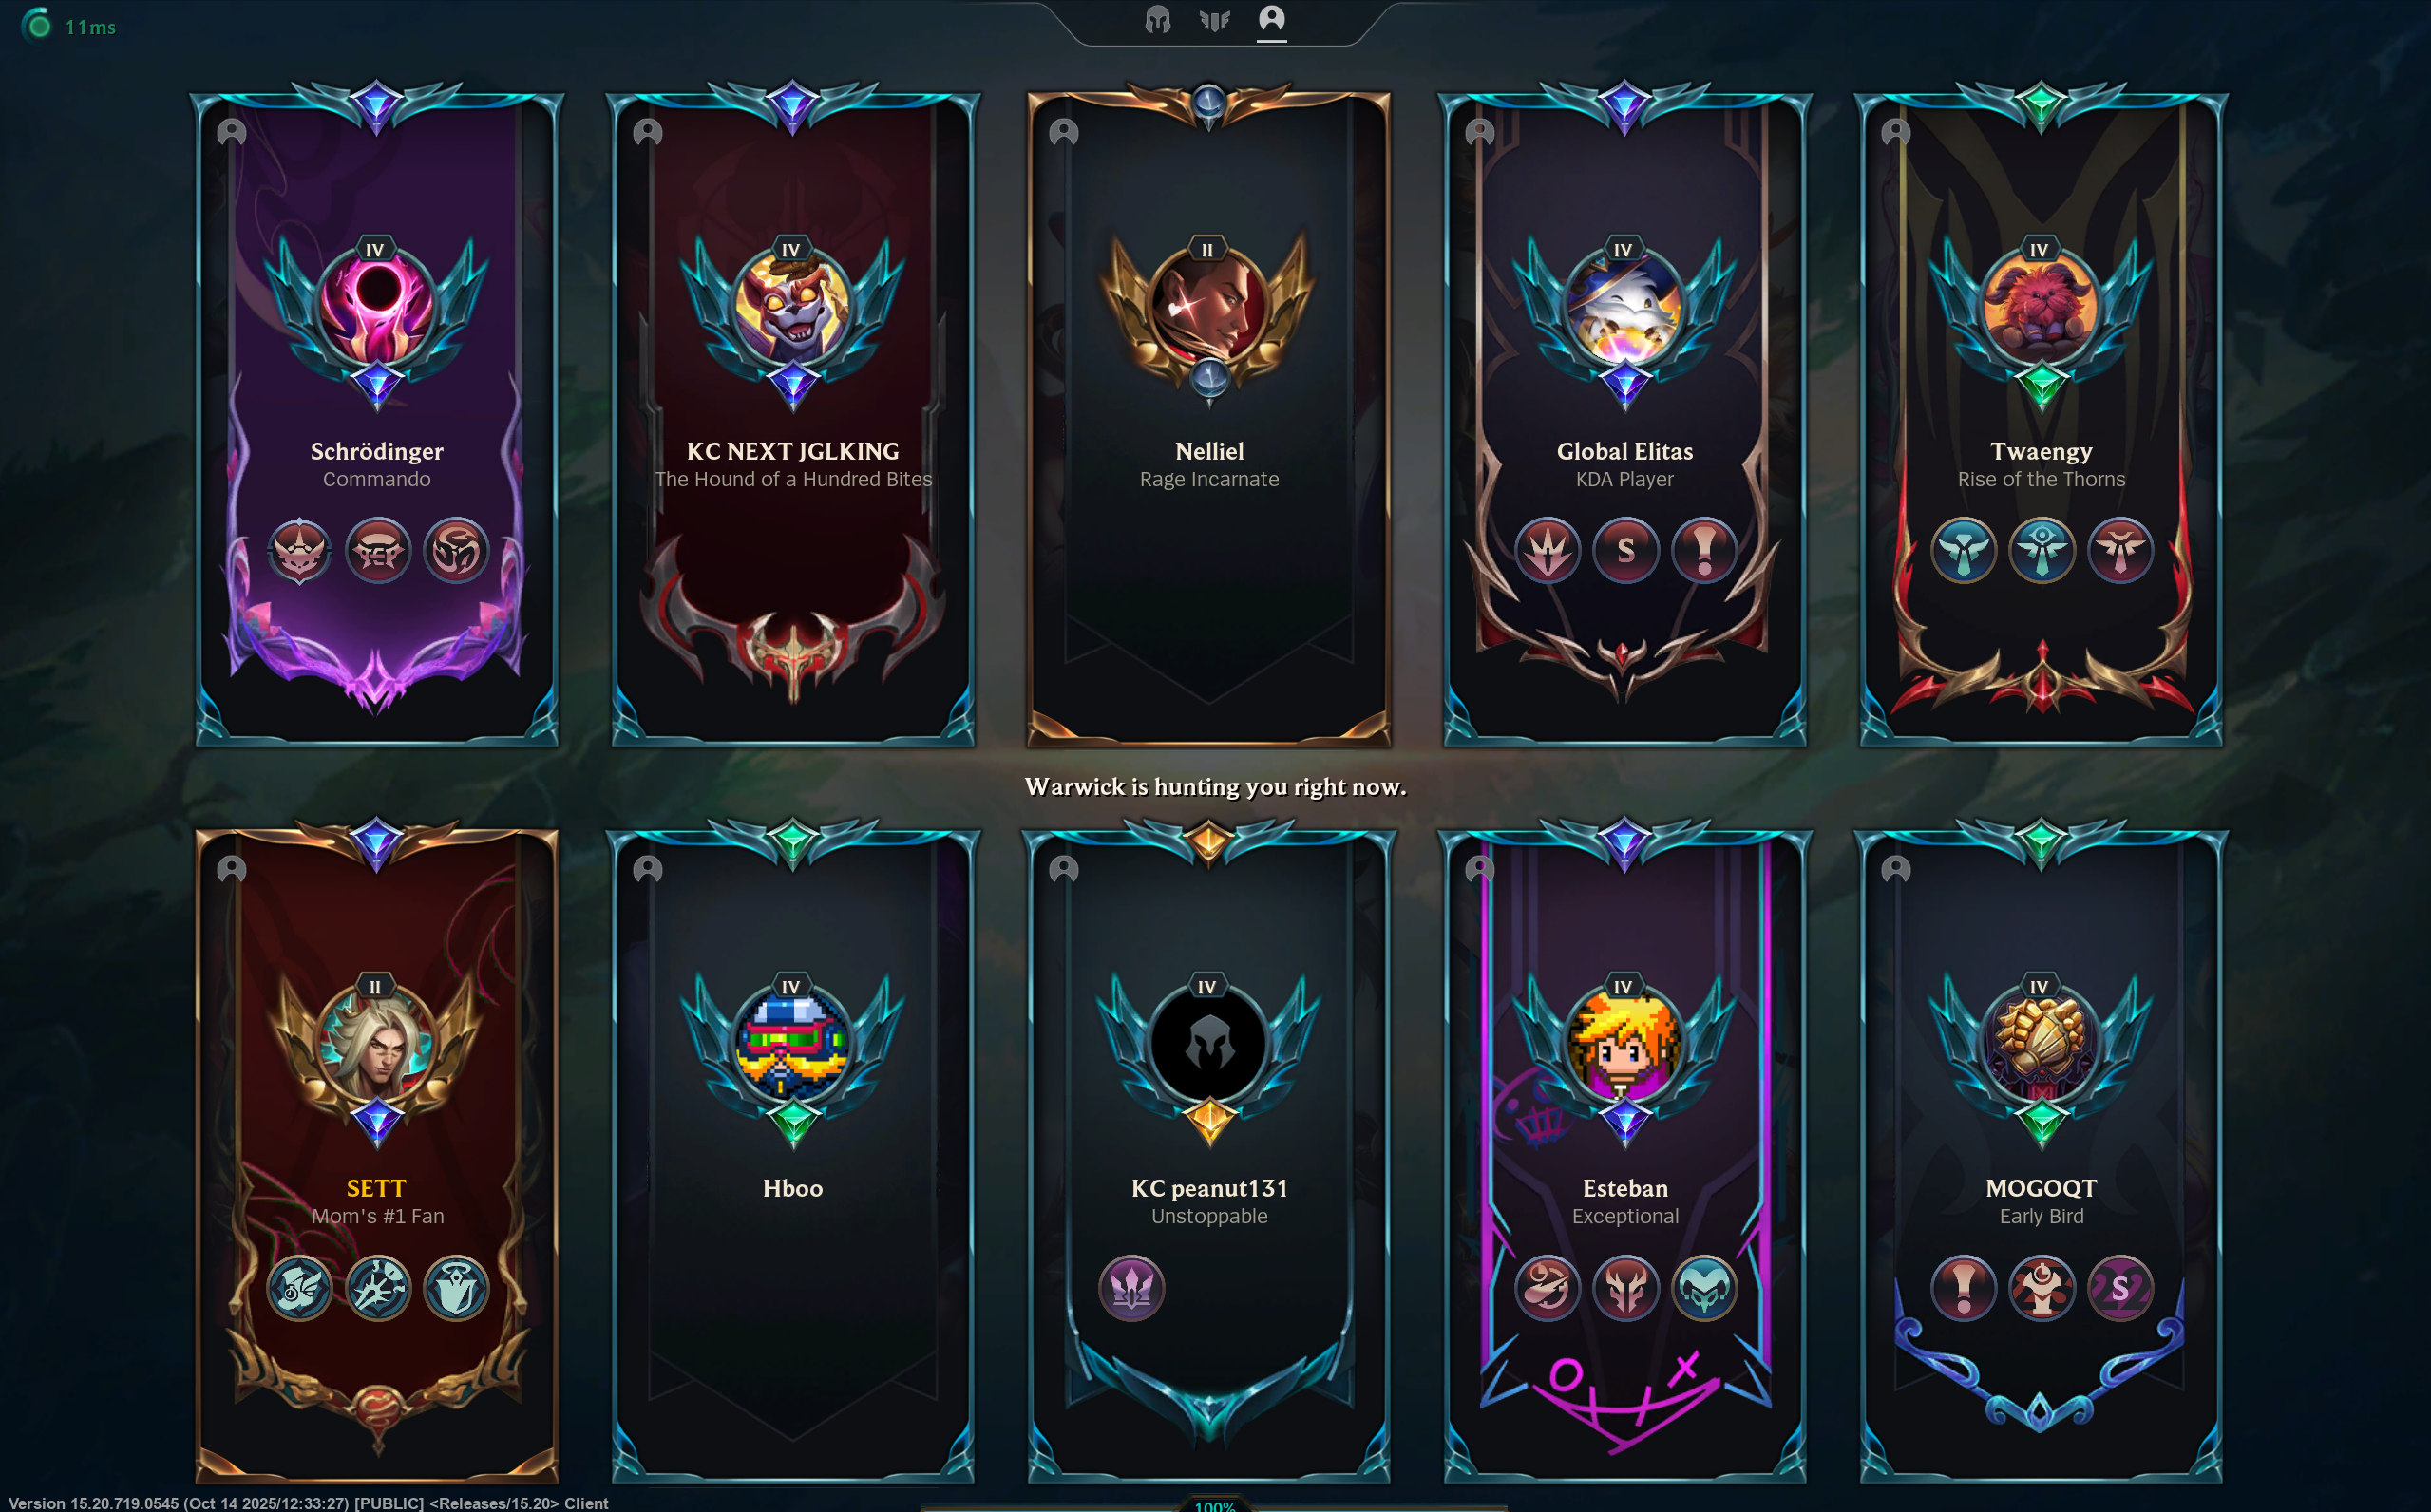 11ms
IV
IV
II
IV
IV
Schrödinger
Commando
KC NEXT JGLKING
The Hound of a Hundred Bites
Nelliel
Rage Incarnate
Global Elitas
KDA Player
Twaengy
Rise of the Thorns
S
Warwick is hunting you right now.
II
IV
IV
IV
IV
SETT
Mom's #1 Fan
Hboo
KC peanut131
Unstoppable
Esteban
Exceptional
MOGOQT
Early Bird
S
Version 15.20.719.0545 (Oct 14 2025/12:33:27) [PUBLIC] <Releases/15.20> Client
100%